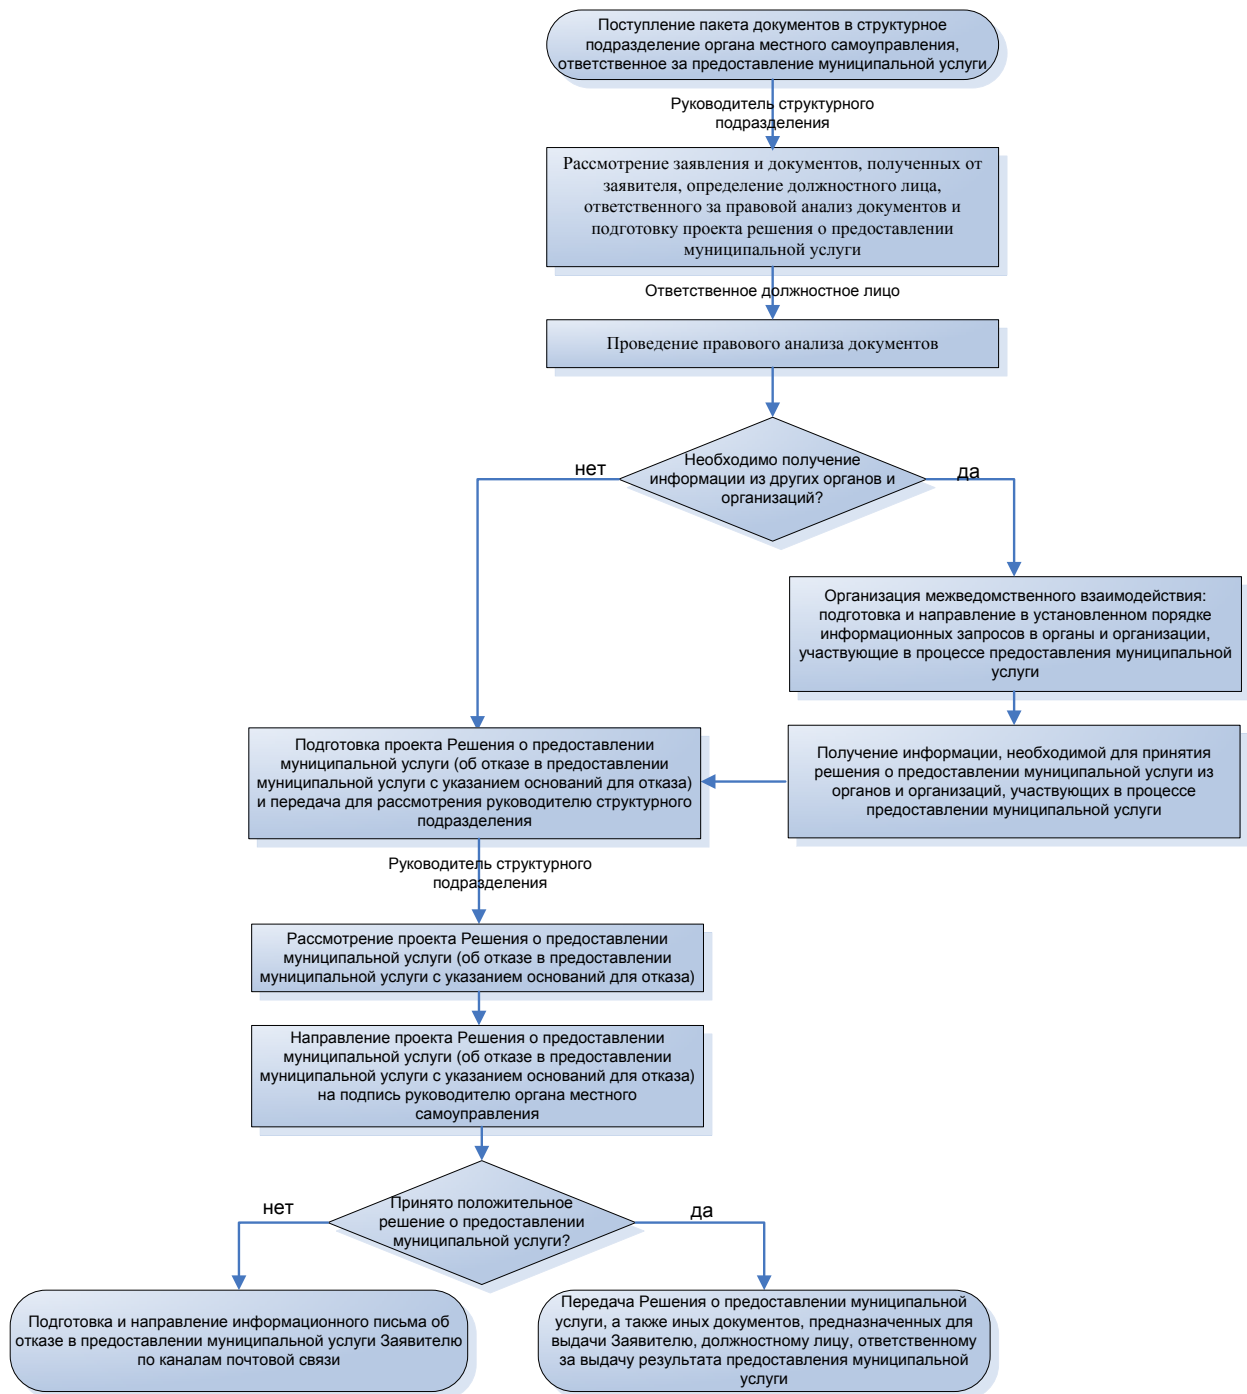 Поступление пакета документов в структурное
подразделение органа местного самоуправления,
ответственное за предоставление муниципальной услуги
Руководитель структурного
подразделения
Рассмотрение заявления и документов, полученных от
заявителя, определение должностного лица,
ответственного за правовой анализ документов и
подготовку проекта решения о предоставлении
муниципальной услуги
Ответственное должностное лицо
Проведение правового анализа документов
Необходимо получение
информации из других органов и
организаций?
нет
да
Организация межведомственного взаимодействия:
подготовка и направление в установленном порядке
информационных запросов в органы и организации,
участвующие в процессе предоставления муниципальной
услуги
Получение информации, необходимой для принятия
решения о предоставлении муниципальной услуги из
органов и организаций, участвующих в процессе
предоставлении муниципальной услуги
Подготовка проекта Решения о предоставлении
муниципальной услуги (об отказе в предоставлении
муниципальной услуги с указанием оснований для отказа)
и передача для рассмотрения руководителю структурного
подразделения
Руководитель структурного
подразделения
Рассмотрение проекта Решения о предоставлении
муниципальной услуги (об отказе в предоставлении
муниципальной услуги с указанием оснований для отказа)
Направление проекта Решения о предоставлении
муниципальной услуги (об отказе в предоставлении
муниципальной услуги с указанием оснований для отказа)
на подпись руководителю органа местного
самоуправления
Принято положительное
решение о предоставлении
муниципальной услуги?
нет
да
Подготовка и направление информационного письма об
отказе в предоставлении муниципальной услуги Заявителю
по каналам почтовой связи
Передача Решения о предоставлении муниципальной
услуги, а также иных документов, предназначенных для
выдачи Заявителю, должностному лицу, ответственному
за выдачу результата предоставления муниципальной
услуги